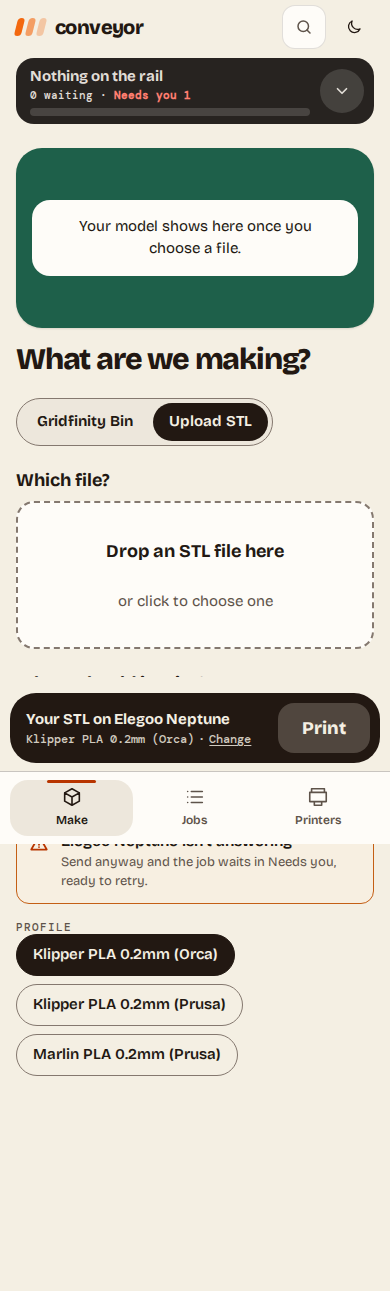 conveyor
Nothing on the rail
0 waiting · Needs you 1
Your model shows here once you
choose a file.
What are we making?
Gridfinity Bin
Upload STL
Which file?
Drop an STL file here
or click to choose one
Your STL on Elegoo Neptune
Klipper PLA 0.2mm (Orca) · Change
Print
Make
Jobs
Printers
Elegoo Neptune isn't answering
Send anyway and the job waits in Needs you,
ready to retry.
PROFILE
Klipper PLA 0.2mm (Orca)
Klipper PLA 0.2mm (Prusa)
Marlin PLA 0.2mm (Prusa)